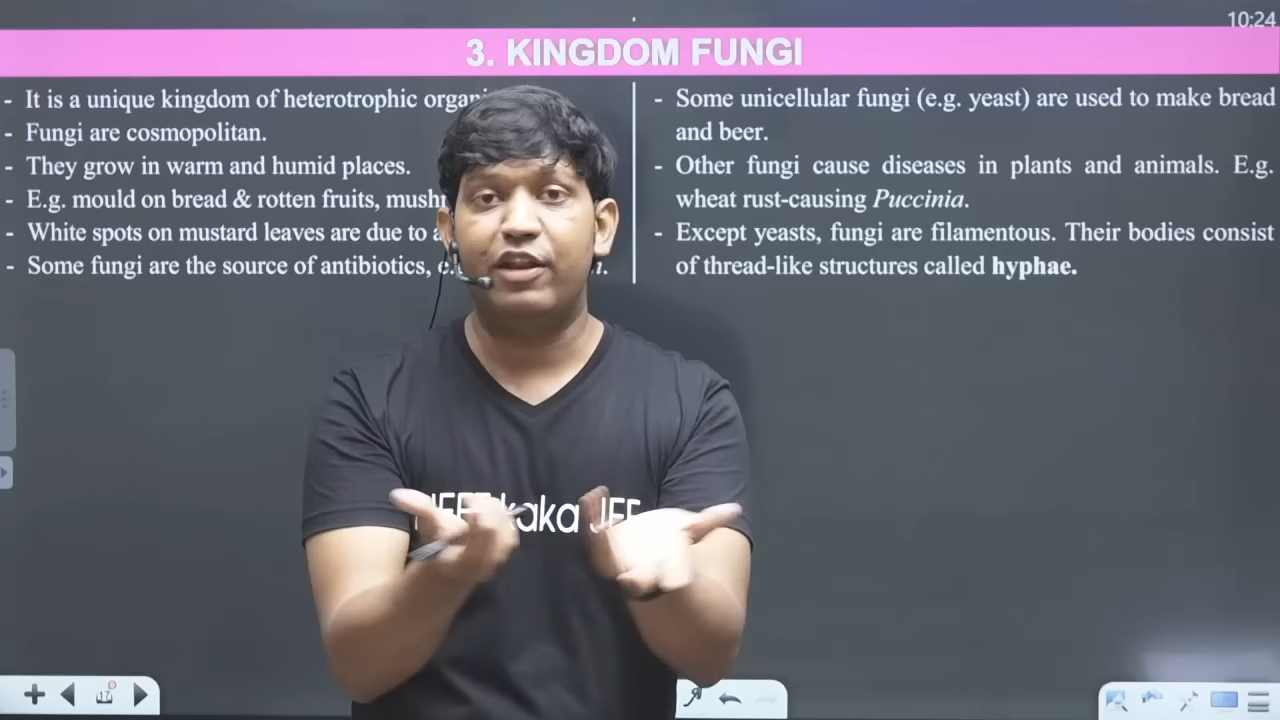 10:24
3. KINGDOM FUNGI
- It is a unique kingdom of heterotrophic
- Fungi are cosmopolitan.
- They grow in warm and humid places.
- E.g. mould on bread & rotten fruits,
- White spots on mustard leaves are due to a
- Some fungi are the source of antibiotics,
- Some unicellular fungi (e.g. yeast) are used to make bread
and beer.
- Other fungi cause diseases in plants and animals. E.g.
wheat rust-causing Puccinia.
- Except yeasts, fungi are filamentous. Their bodies consist
of thread-like structures called hyphae.
kaka